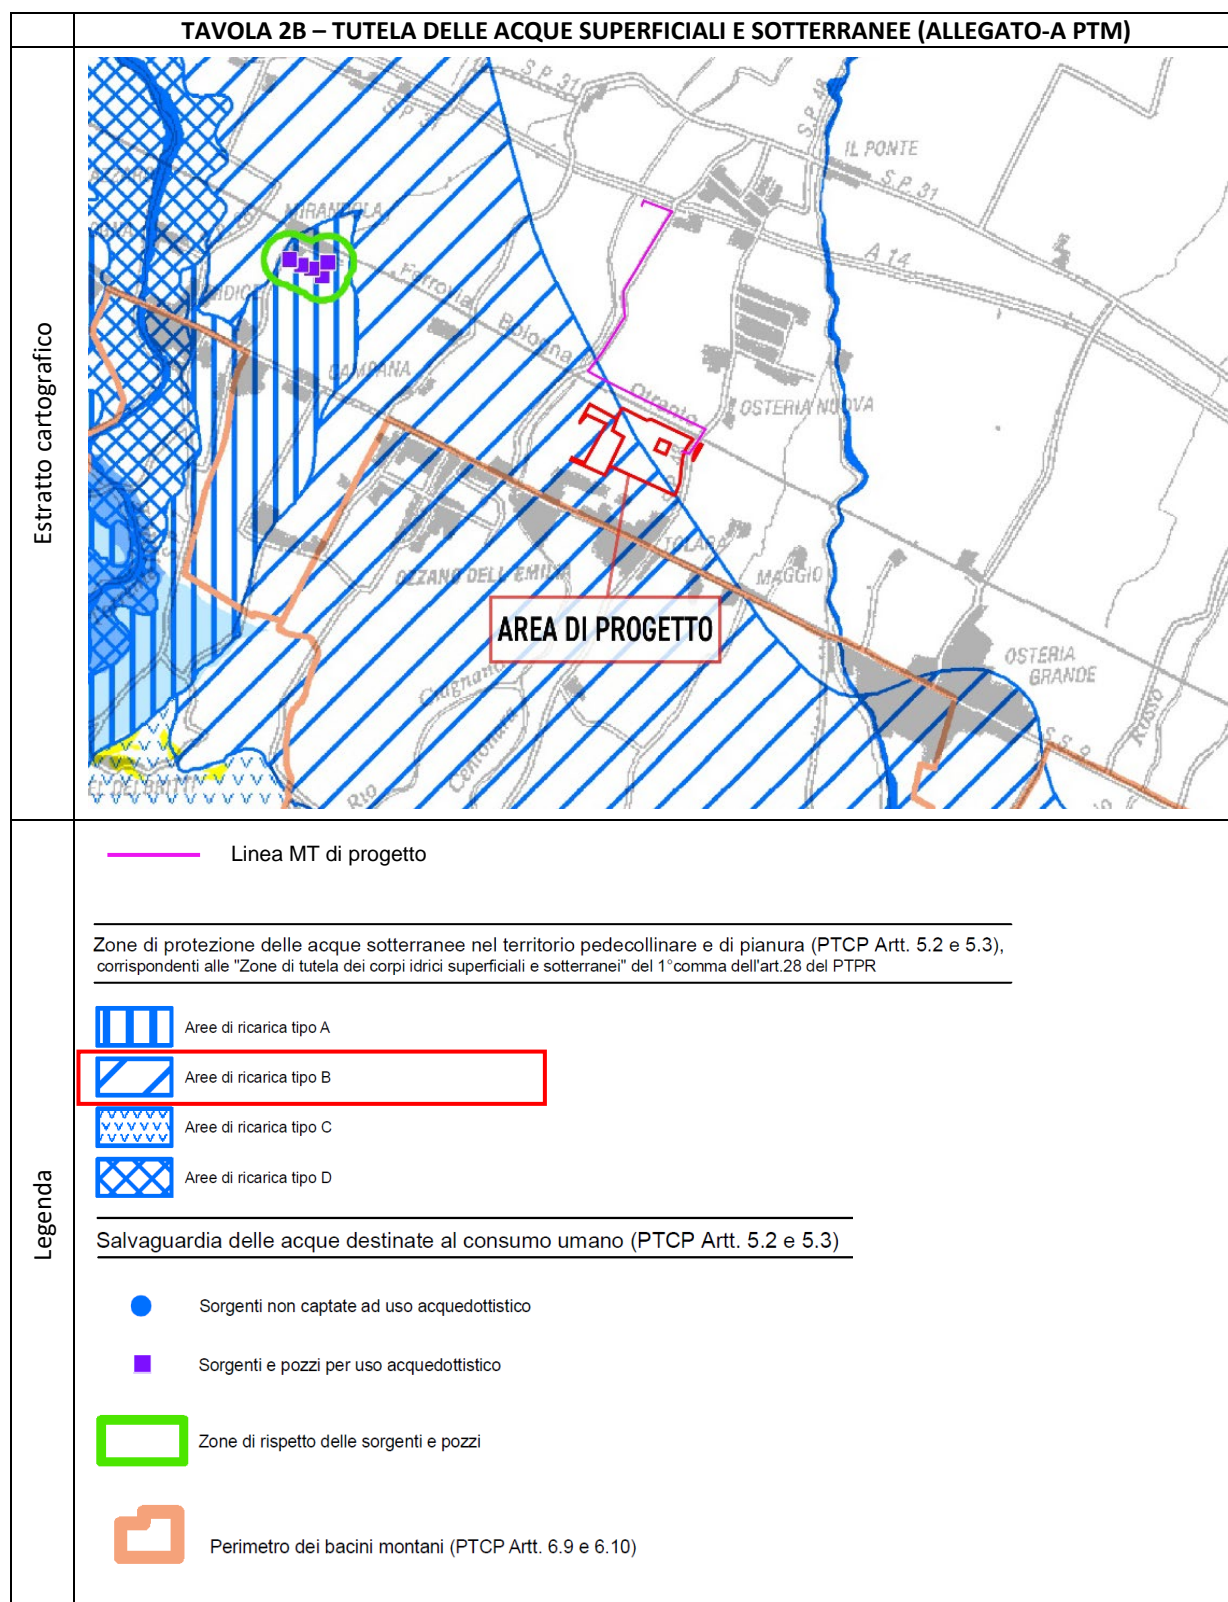 TAVOLA 2B – TUTELA DELLE ACQUE SUPERFICIALI E SOTTERRANEE (ALLEGATO-A PTM)
Estratto cartografico
S.P. 31
S.P. 31
S.P. 48
IL PONTE
S.P. 31
MIRANDOLA
A 14
Ferrovia
Bologna
Otranto
CAMPANA
OSTERIA NUOVA
TOLARA
MAGGIO
OZZANO DELL'EMILIA
AREA DI PROGETTO
OSTERIA
GRANDE
Rosso
S.S. 9
Centonara
Rio
Legenda
Linea MT di progetto
Zone di protezione delle acque sotterranee nel territorio pedecollinare e di pianura (PTCP Artt. 5.2 e 5.3),
corrispondenti alle "Zone di tutela dei corpi idrici superficiali e sotterranei" del 1°comma dell'art.28 del PTPR
Aree di ricarica tipo A
Aree di ricarica tipo B
Aree di ricarica tipo C
Aree di ricarica tipo D
Salvaguardia delle acque destinate al consumo umano (PTCP Artt. 5.2 e 5.3)
Sorgenti non captate ad uso acquedottistico
Sorgenti e pozzi per uso acquedottistico
Zone di rispetto delle sorgenti e pozzi
Perimetro dei bacini montani (PTCP Artt. 6.9 e 6.10)